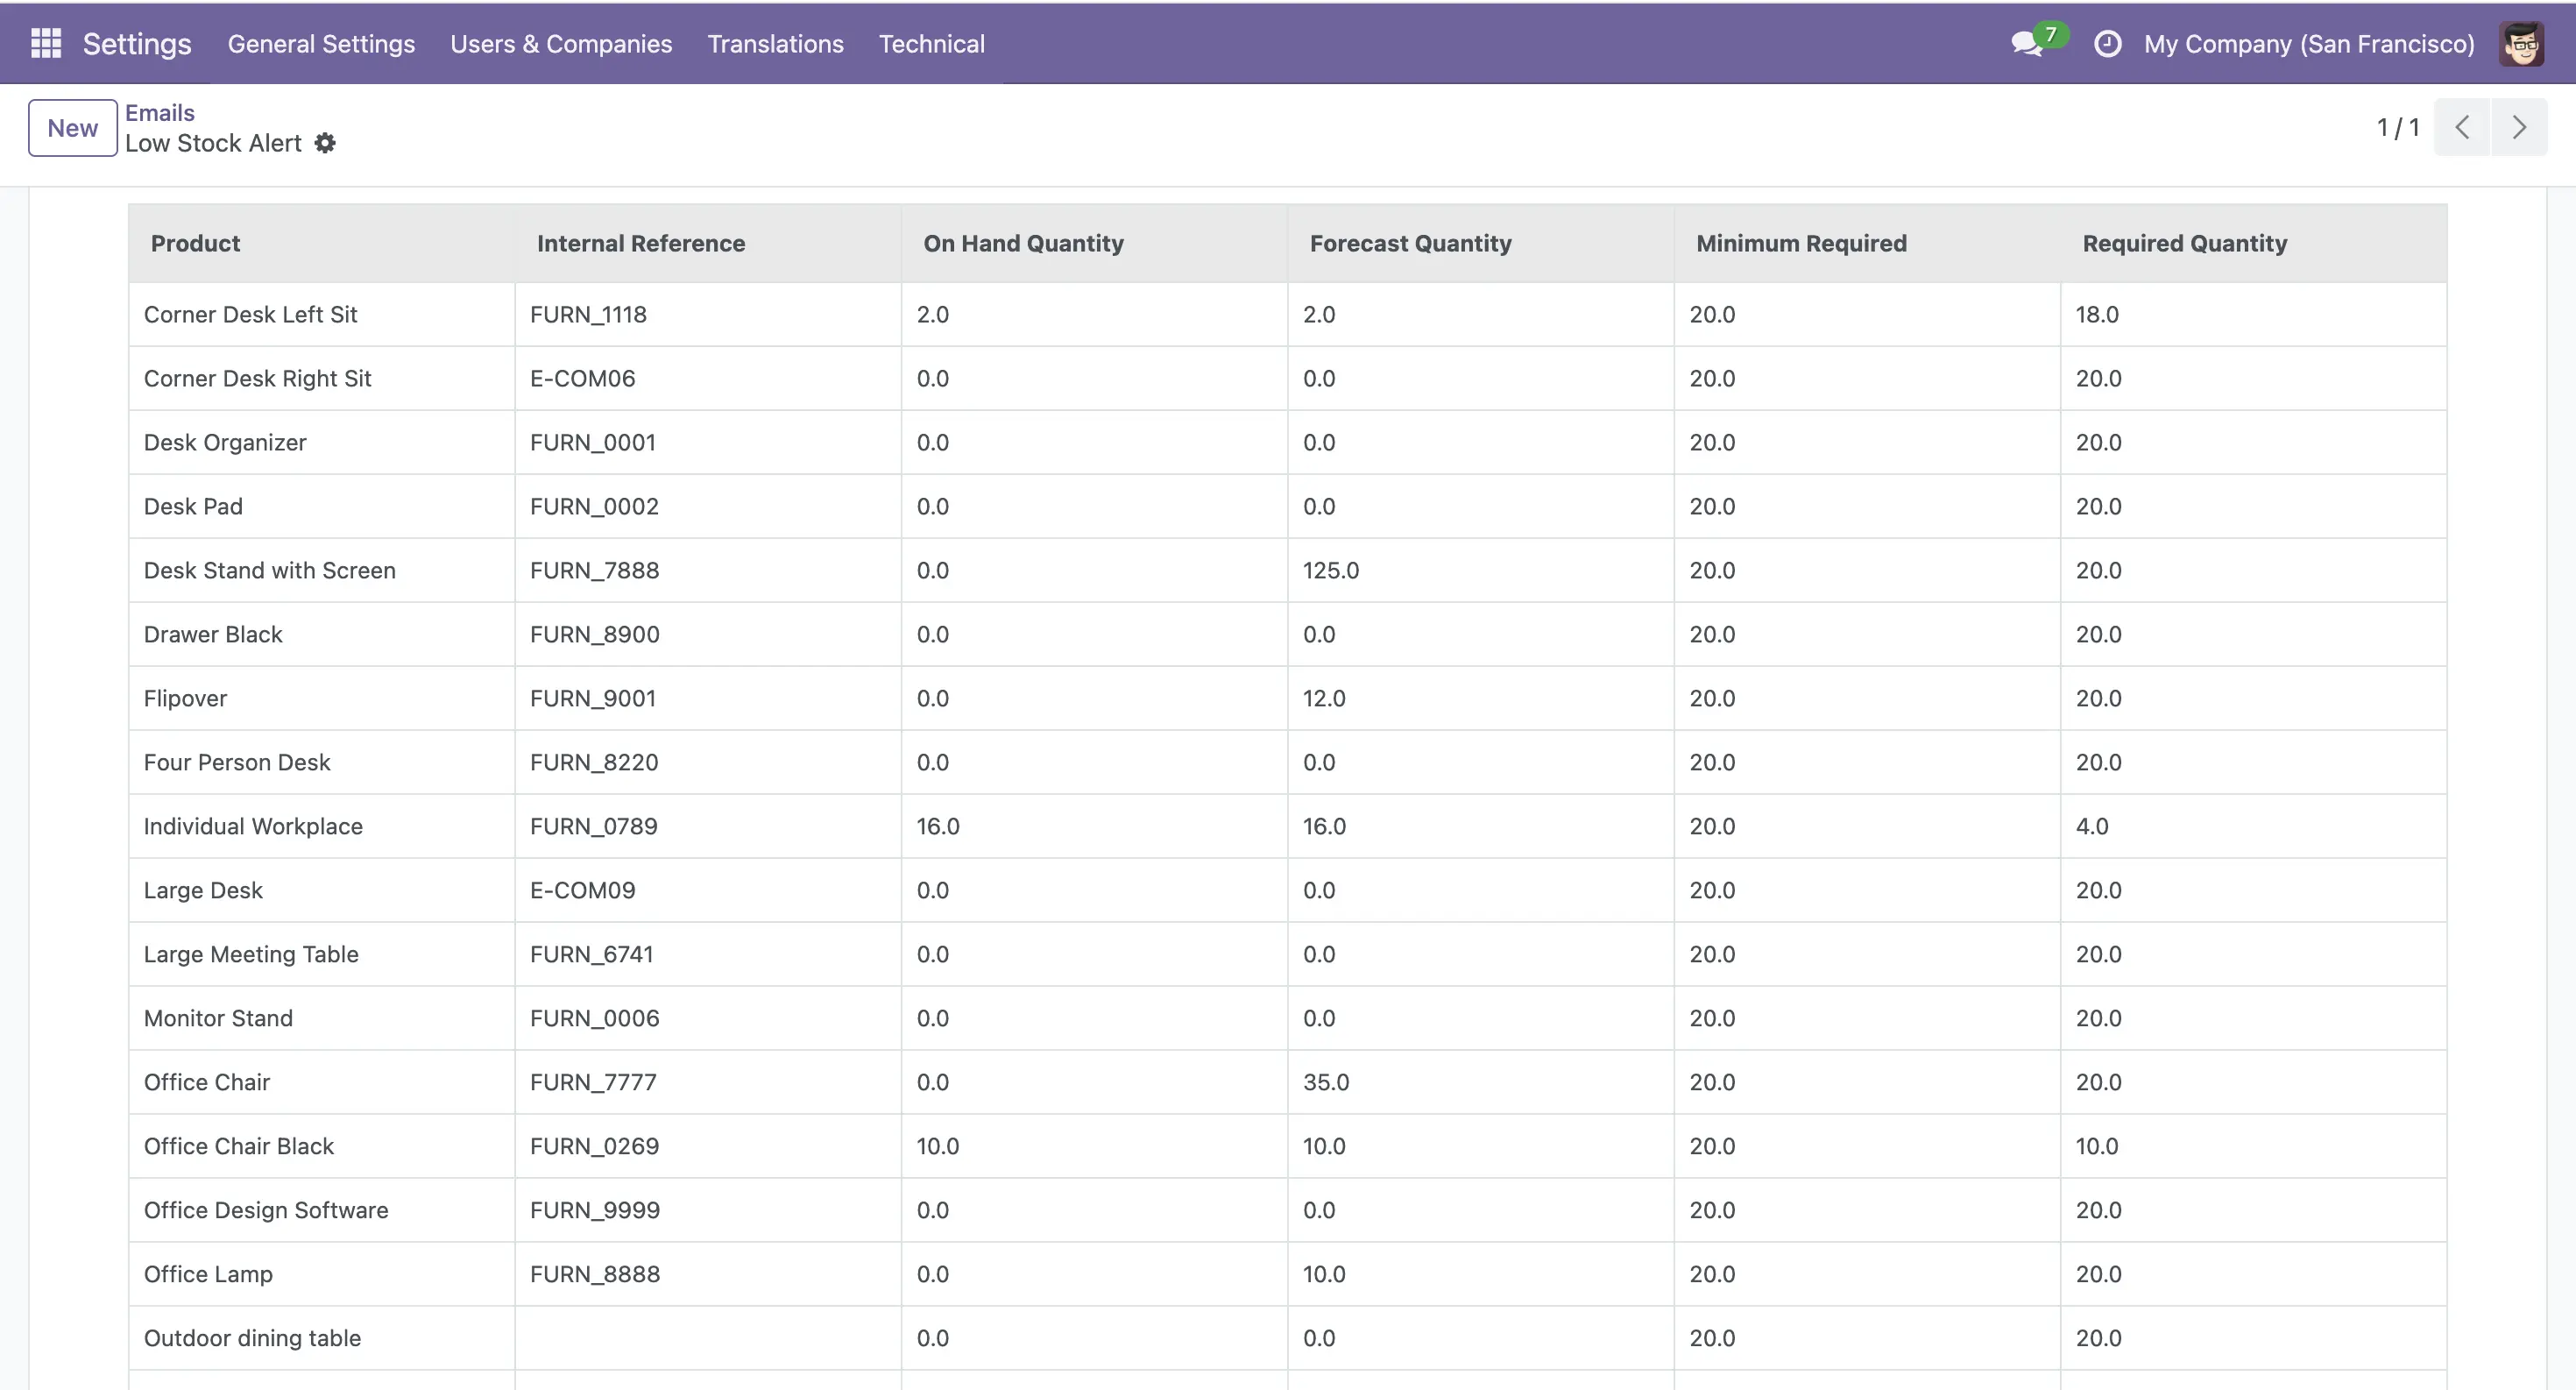 Settings General Settings Users & Companies Translations Technical 7 My Company (San Francisco)
New Emails 1 / 1
Low Stock Alert
Product Internal Reference On Hand Quantity Forecast Quantity Minimum Required Required Quantity
Corner Desk Left Sit FURN_1118 2.0 2.0 20.0 18.0
Corner Desk Right Sit E-COM06 0.0 0.0 20.0 20.0
Desk Organizer FURN_0001 0.0 0.0 20.0 20.0
Desk Pad FURN_0002 0.0 0.0 20.0 20.0
Desk Stand with Screen FURN_7888 0.0 125.0 20.0 20.0
Drawer Black FURN_8900 0.0 0.0 20.0 20.0
Flipover FURN_9001 0.0 12.0 20.0 20.0
Four Person Desk FURN_8220 0.0 0.0 20.0 20.0
Individual Workplace FURN_0789 16.0 16.0 20.0 4.0
Large Desk E-COM09 0.0 0.0 20.0 20.0
Large Meeting Table FURN_6741 0.0 0.0 20.0 20.0
Monitor Stand FURN_0006 0.0 0.0 20.0 20.0
Office Chair FURN_7777 0.0 35.0 20.0 20.0
Office Chair Black FURN_0269 10.0 10.0 20.0 10.0
Office Design Software FURN_9999 0.0 0.0 20.0 20.0
Office Lamp FURN_8888 0.0 10.0 20.0 20.0
Outdoor dining table 0.0 0.0 20.0 20.0